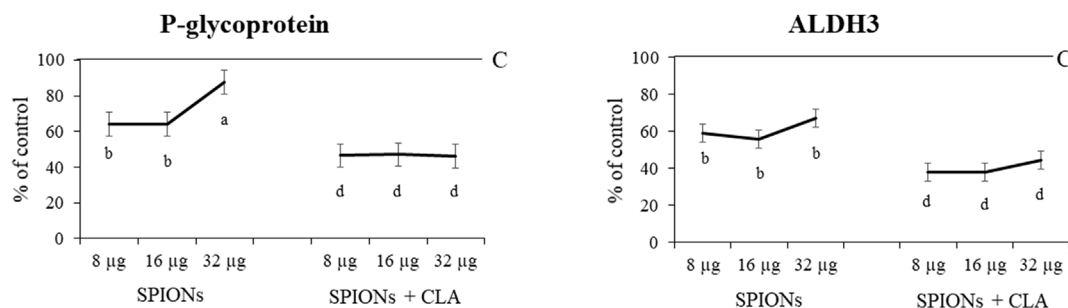 P-glycoprotein
% of control
100
80
60
40
20
0
C
b
b
a
d
d
d
8 µg 16 µg 32 µg 8 µg 16 µg 32 µg
SPIONs SPIONs + CLA
ALDH3
% of control
100
80
60
40
20
0
C
b
b
b
d
d
d
8 µg 16 µg 32 µg 8 µg 16 µg 32 µg
SPIONs SPIONs + CLA